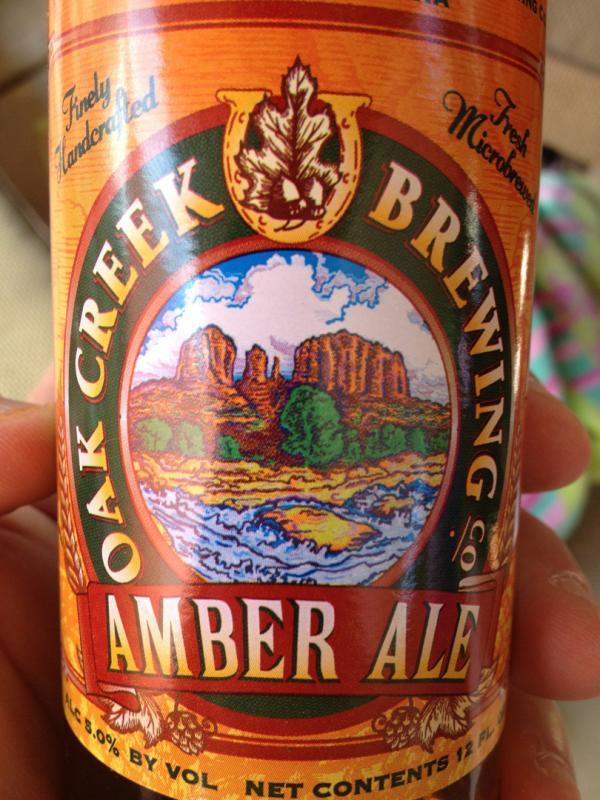 Finely
Handcrafted
Fresh
Microbrewed
OAK CREEK BREWING Co
AMBER ALE
ALC 5.0% BY VOL NET CONTENTS 12 FL.